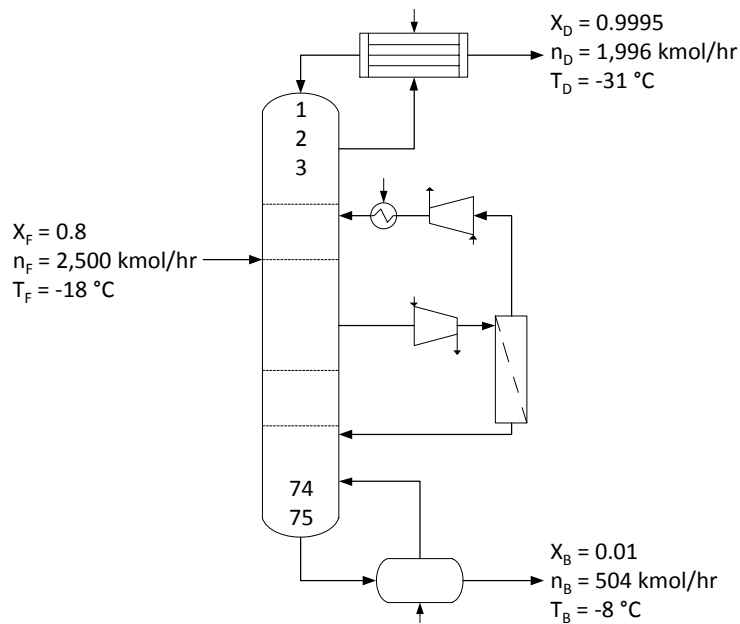 X_D = 0.9995
n_D = 1,996 kmol/hr
T_D = -31 °C
1
2
3
X_F = 0.8
n_F = 2,500 kmol/hr
T_F = -18 °C
74
75
X_B = 0.01
n_B = 504 kmol/hr
T_B = -8 °C